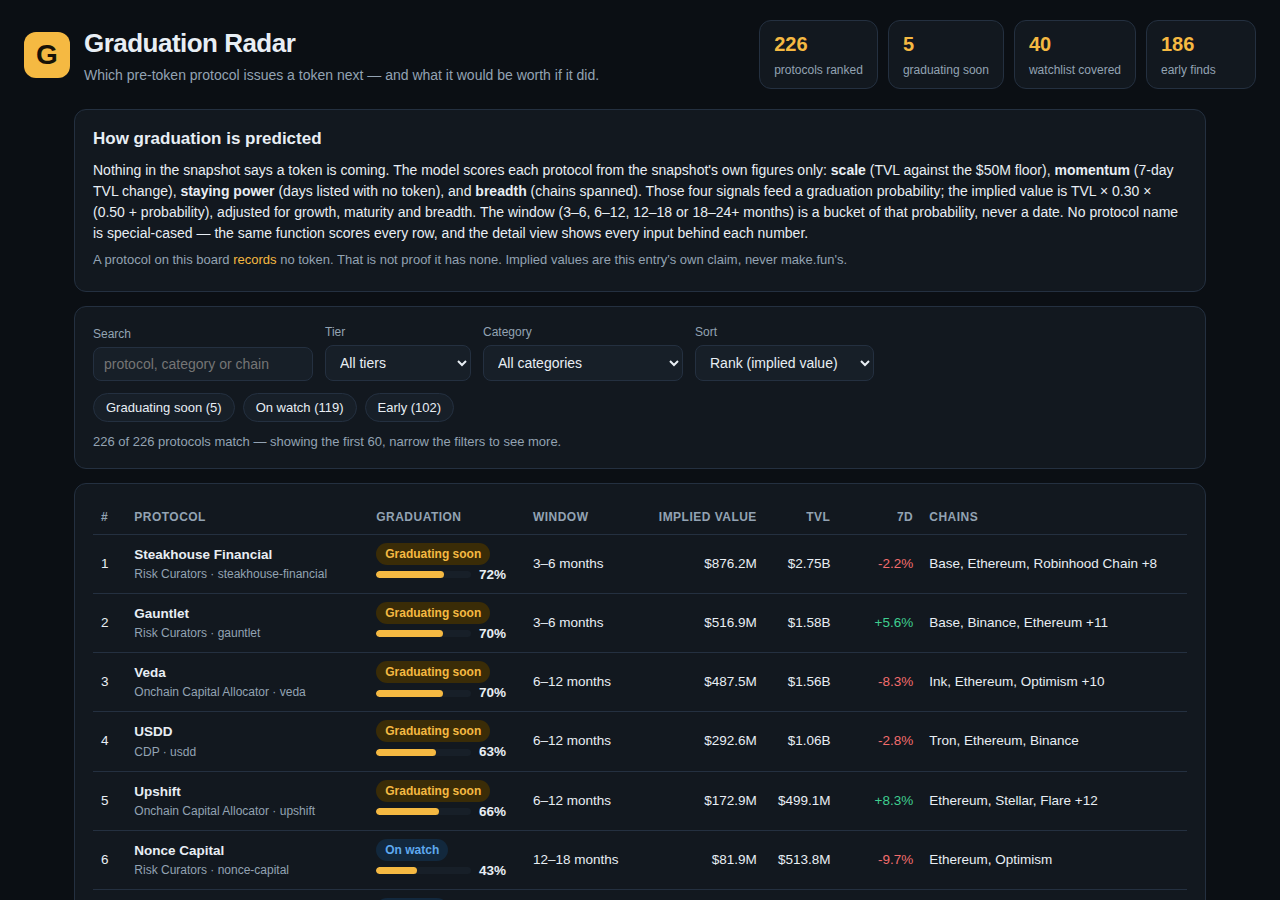 G
Graduation Radar
Which pre-token protocol issues a token next — and what it would be worth if it did.
226
protocols ranked
5
graduating soon
40
watchlist covered
186
early finds
How graduation is predicted
Nothing in the snapshot says a token is coming. The model scores each protocol from the snapshot's own figures only: scale (TVL against the $50M floor), momentum (7-day
TVL change), staying power (days listed with no token), and breadth (chains spanned). Those four signals feed a graduation probability; the implied value is TVL × 0.30 ×
(0.50 + probability), adjusted for growth, maturity and breadth. The window (3–6, 6–12, 12–18 or 18–24+ months) is a bucket of that probability, never a date. No protocol name
is special-cased — the same function scores every row, and the detail view shows every input behind each number.
A protocol on this board records no token. That is not proof it has none. Implied values are this entry's own claim, never make.fun's.
Search
protocol, category or chain
Tier
All tiers
Category
All categories
Sort
Rank (implied value)
Graduating soon (5) On watch (119) Early (102)
226 of 226 protocols match — showing the first 60, narrow the filters to see more.
# PROTOCOL GRADUATION WINDOW IMPLIED VALUE TVL 7D CHAINS
1 Steakhouse Financial Graduating soon 3–6 months $876.2M $2.75B -2.2% Base, Ethereum, Robinhood Chain +8
Risk Curators · steakhouse-financial 72%
2 Gauntlet Graduating soon 3–6 months $516.9M $1.58B +5.6% Base, Binance, Ethereum +11
Risk Curators · gauntlet 70%
3 Veda Graduating soon 6–12 months $487.5M $1.56B -8.3% Ink, Ethereum, Optimism +10
Onchain Capital Allocator · veda 70%
4 USDD Graduating soon 6–12 months $292.6M $1.06B -2.8% Tron, Ethereum, Binance
CDP · usdd 63%
5 Upshift Graduating soon 6–12 months $172.9M $499.1M +8.3% Ethereum, Stellar, Flare +12
Onchain Capital Allocator · upshift 66%
6 Nonce Capital On watch 12–18 months $81.9M $513.8M -9.7% Ethereum, Optimism
Risk Curators · nonce-capital 43%